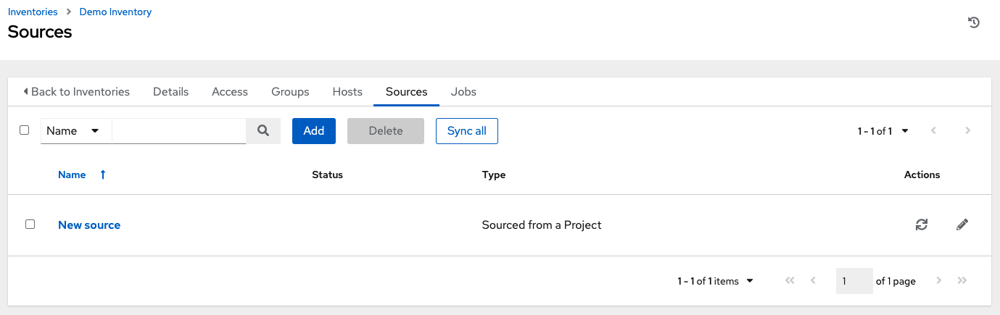 Inventories Demo Inventory
Sources
Back to Inventories Details Access Groups Hosts Sources Jobs
Name Add Delete Sync all 1 - 1 of 1
Name Status Type Actions
New source Sourced from a Project
1 - 1 of 1 items 1 of 1 page